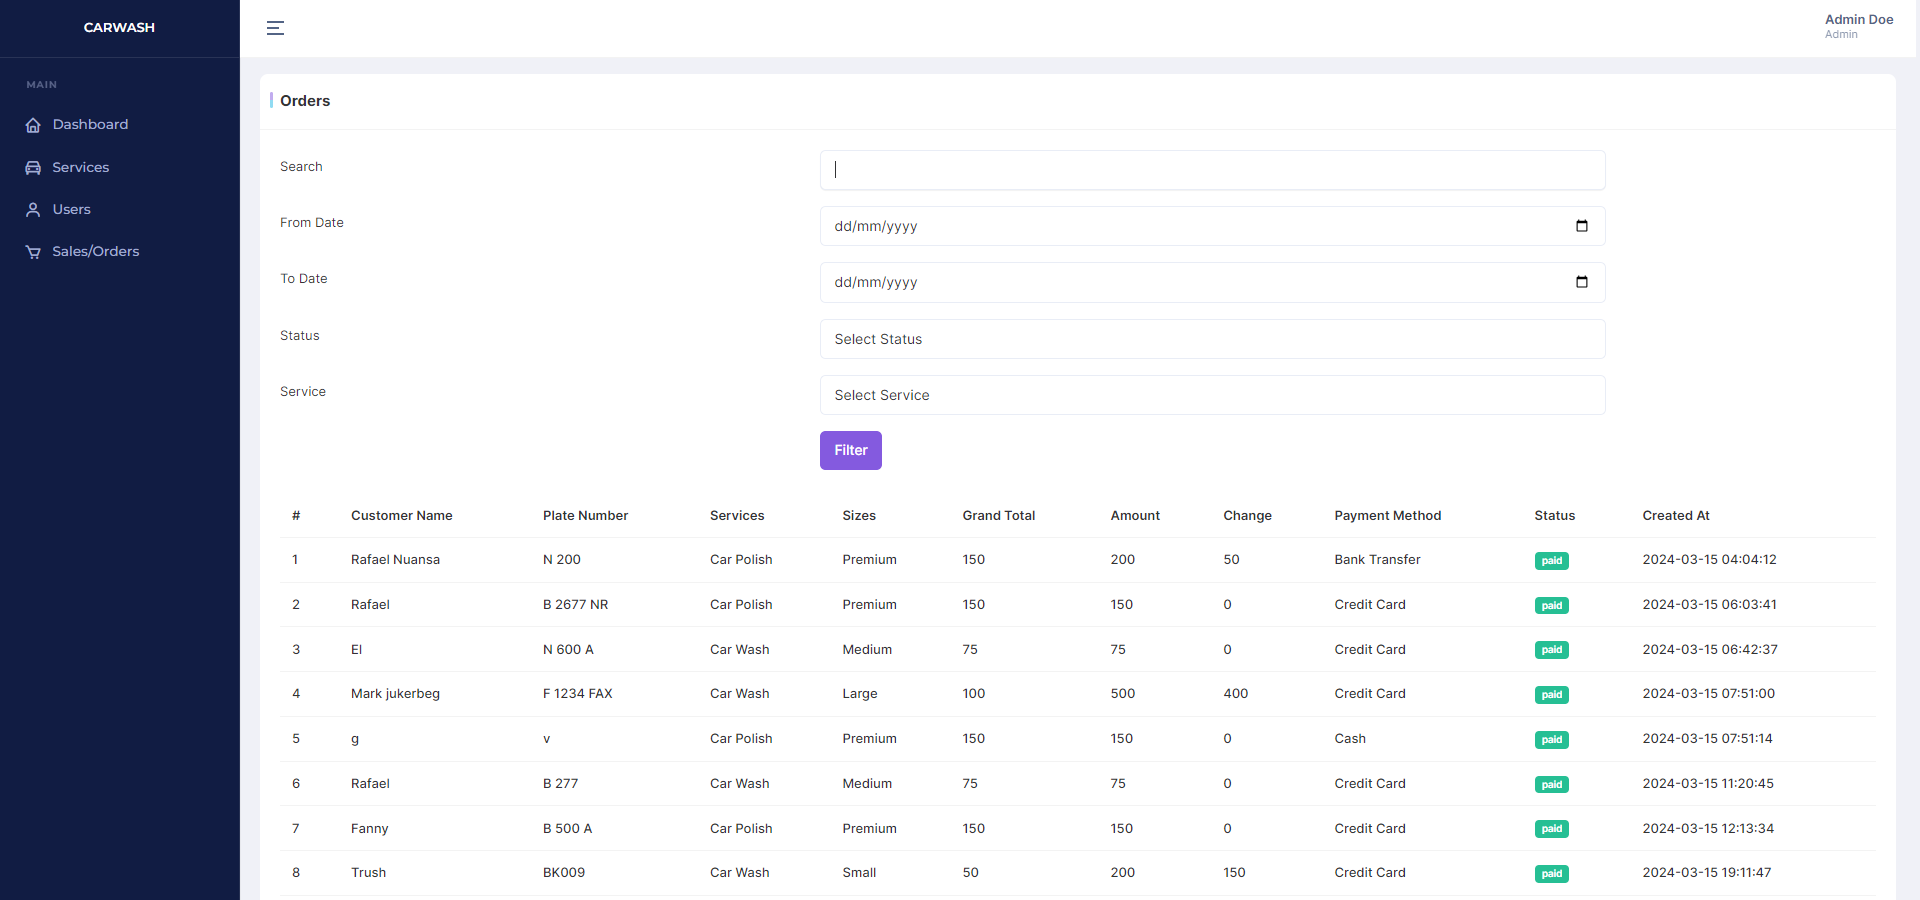 CARWASH
Admin Doe
Admin
MAIN
Dashboard
Services
Users
Sales/Orders
Orders
Search
From Date dd/mm/yyyy
To Date dd/mm/yyyy
Status Select Status
Service Select Service
Filter
# Customer Name Plate Number Services Sizes Grand Total Amount Change Payment Method Status Created At
1 Rafael Nuansa N 200 Car Polish Premium 150 200 50 Bank Transfer paid 2024-03-15 04:04:12
2 Rafael B 2677 NR Car Polish Premium 150 150 0 Credit Card paid 2024-03-15 06:03:41
3 El N 600 A Car Wash Medium 75 75 0 Credit Card paid 2024-03-15 06:42:37
4 Mark jukerbeg F 1234 FAX Car Wash Large 100 500 400 Credit Card paid 2024-03-15 07:51:00
5 g v Car Polish Premium 150 150 0 Cash paid 2024-03-15 07:51:14
6 Rafael B 277 Car Wash Medium 75 75 0 Credit Card paid 2024-03-15 11:20:45
7 Fanny B 500 A Car Polish Premium 150 150 0 Credit Card paid 2024-03-15 12:13:34
8 Trush BK009 Car Wash Small 50 200 150 Credit Card paid 2024-03-15 19:11:47